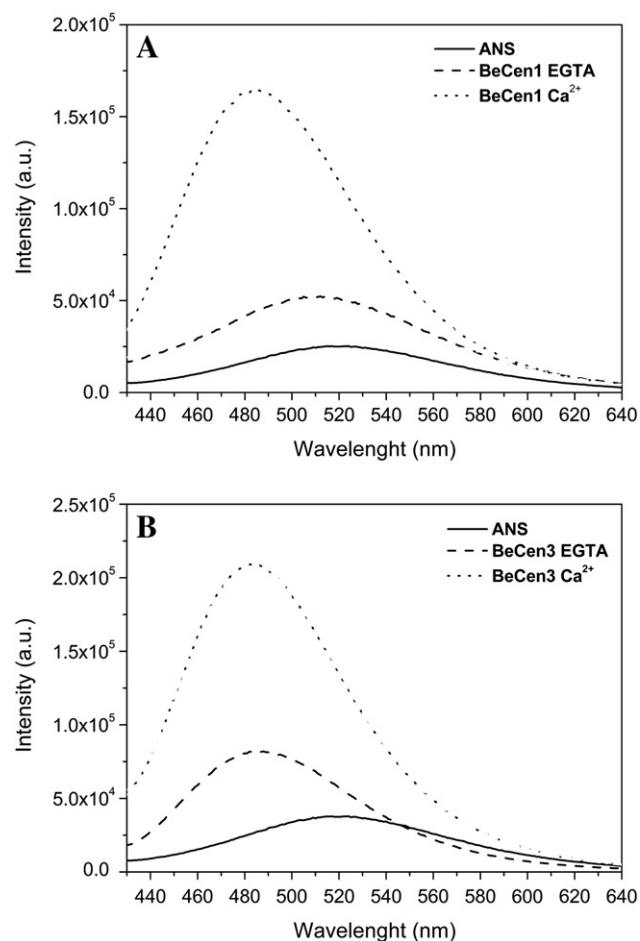 A
ANS
BeCen1 EGTA
BeCen1 Ca²⁺
2.0x10⁵
1.5x10⁵
1.0x10⁵
5.0x10⁴
0.0
Intensity (a.u.)
440 460 480 500 520 540 560 580 600 620 640
Wavelenght (nm)
B
ANS
BeCen3 EGTA
BeCen3 Ca²⁺
2.5x10⁵
2.0x10⁵
1.5x10⁵
1.0x10⁵
5.0x10⁴
0.0
Intensity (a.u.)
440 460 480 500 520 540 560 580 600 620 640
Wavelenght (nm)